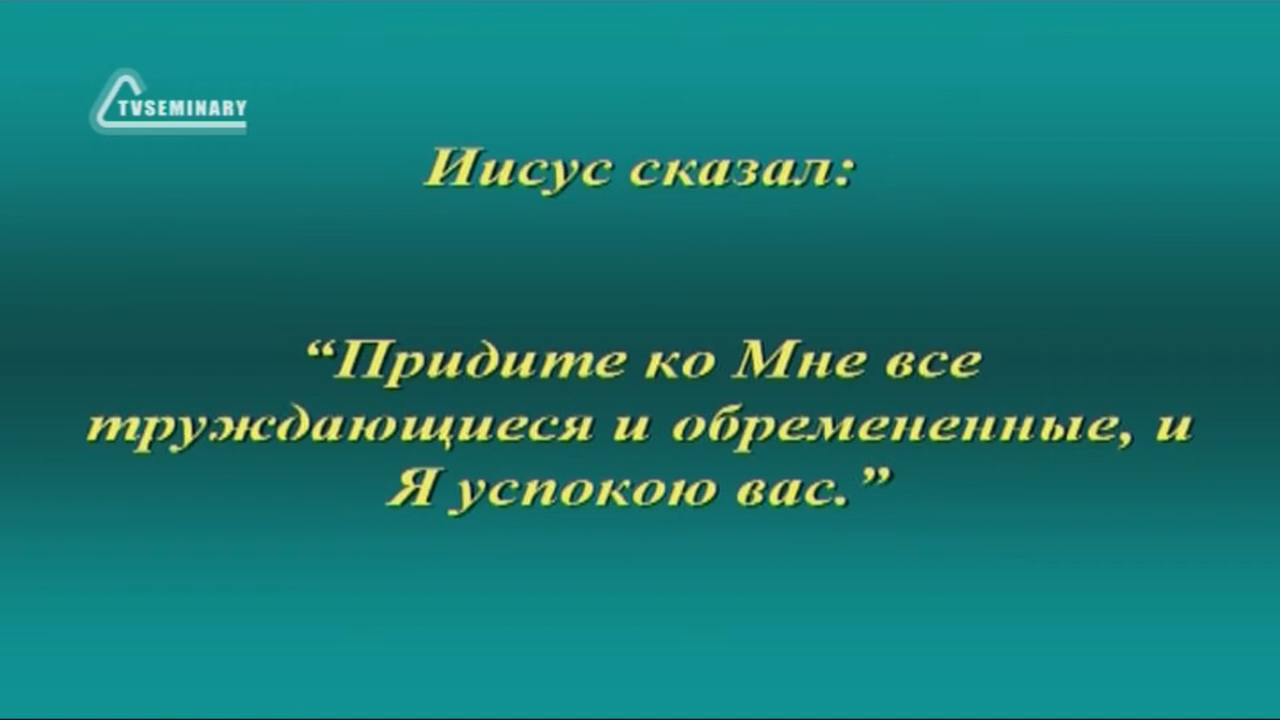 TVSEMINARY
Иисус сказал:
“Придите ко Мне все
труждающиеся и обремененные, и
Я успокою вас.”